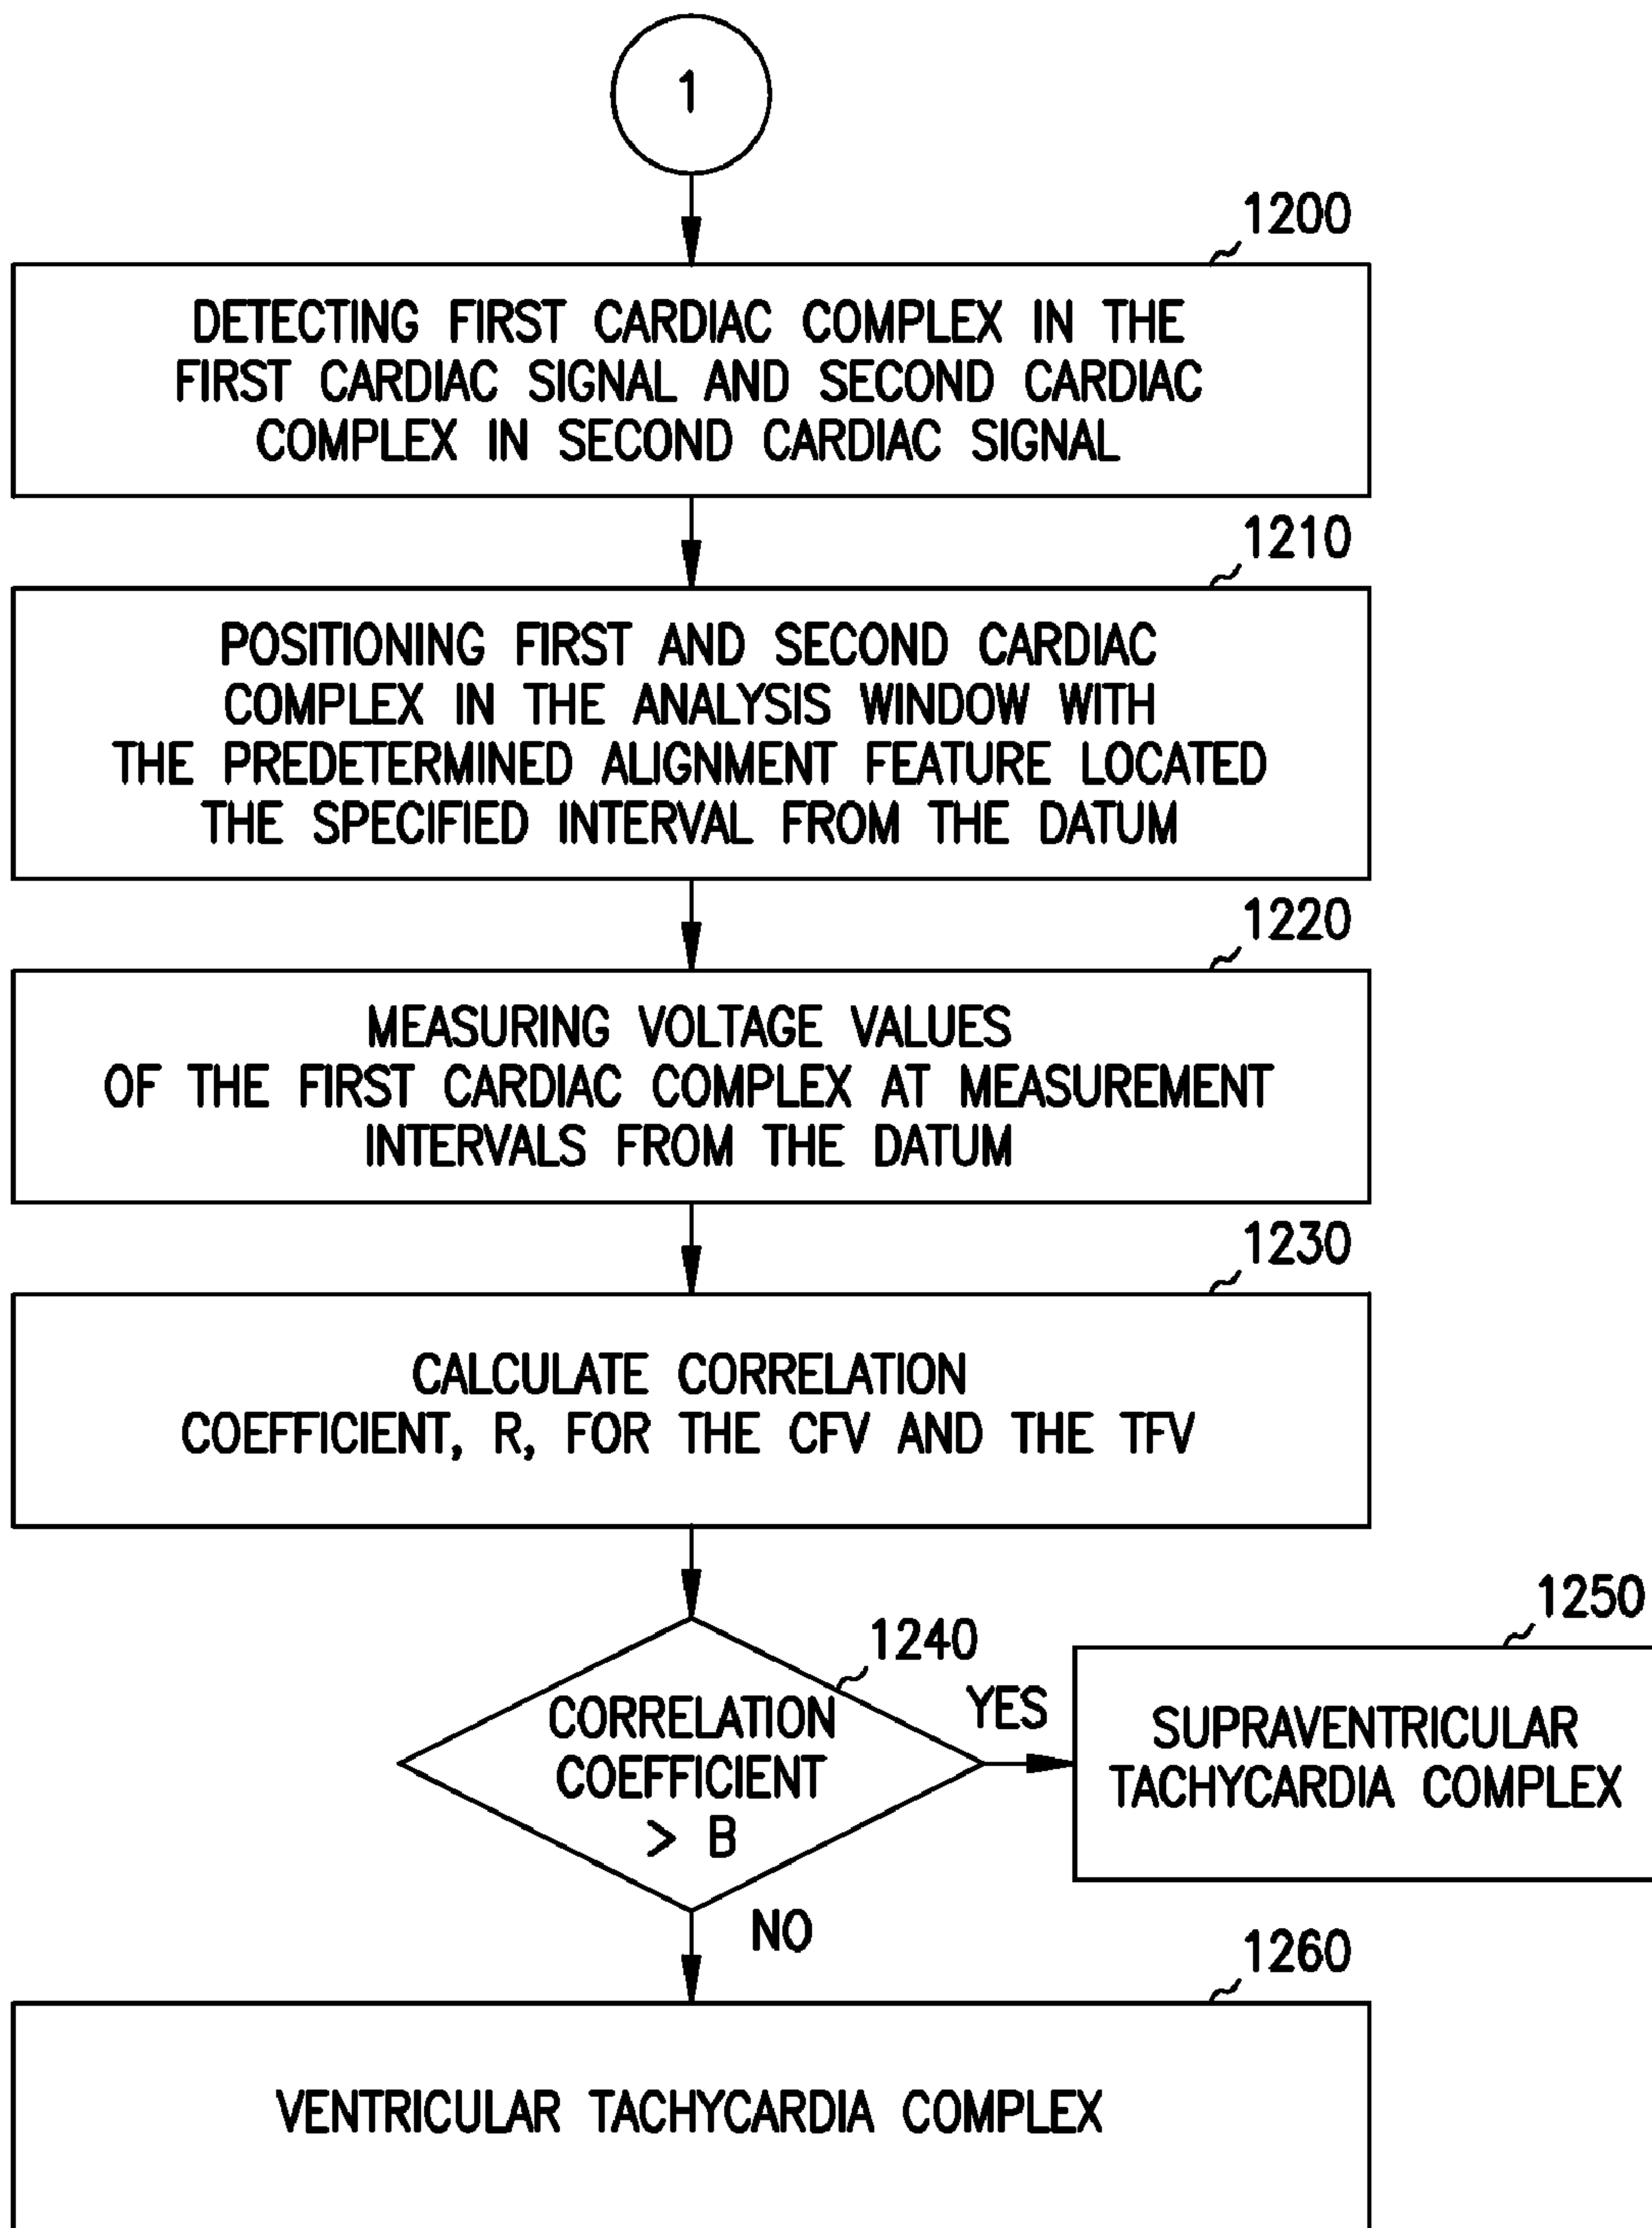 1
1200
DETECTING FIRST CARDIAC COMPLEX IN THE
FIRST CARDIAC SIGNAL AND SECOND CARDIAC
COMPLEX IN SECOND CARDIAC SIGNAL
1210
POSITIONING FIRST AND SECOND CARDIAC
COMPLEX IN THE ANALYSIS WINDOW WITH
THE PREDETERMINED ALIGNMENT FEATURE LOCATED
THE SPECIFIED INTERVAL FROM THE DATUM
1220
MEASURING VOLTAGE VALUES
OF THE FIRST CARDIAC COMPLEX AT MEASUREMENT
INTERVALS FROM THE DATUM
1230
CALCULATE CORRELATION
COEFFICIENT, R, FOR THE CFV AND THE TFV
1240
CORRELATION
COEFFICIENT
> B
YES
1250
SUPRAVENTRICULAR
TACHYCARDIA COMPLEX
NO
1260
VENTRICULAR TACHYCARDIA COMPLEX